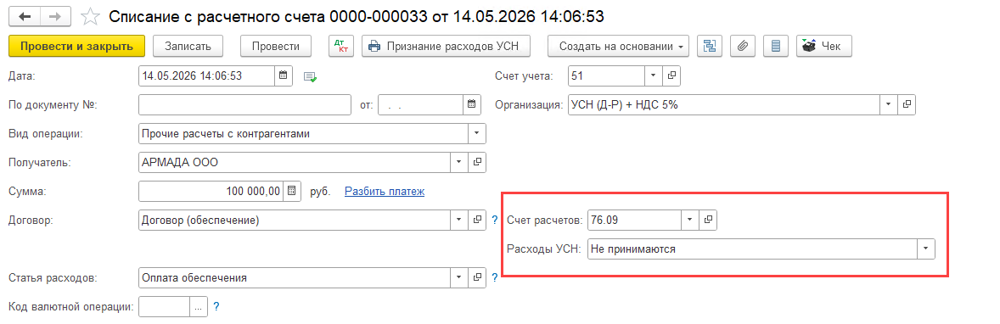 Списание с расчетного счета 0000-000033 от 14.05.2026 14:06:53
Провести и закрыть Записать Провести Дт Кт Признание расходов УСН Создать на основании Чек
Дата: 14.05.2026 14:06:53 Счет учета: 51
По документу №: от: . . Организация: УСН (Д-Р) + НДС 5%
Вид операции: Прочие расчеты с контрагентами
Получатель: АРМАДА ООО
Сумма: 100 000,00 руб. Разбить платеж
Договор: Договор (обеспечение) ? Счет расчетов: 76.09
Расходы УСН: Не принимаются
Статья расходов: Оплата обеспечения ?
Код валютной операции: ... ?